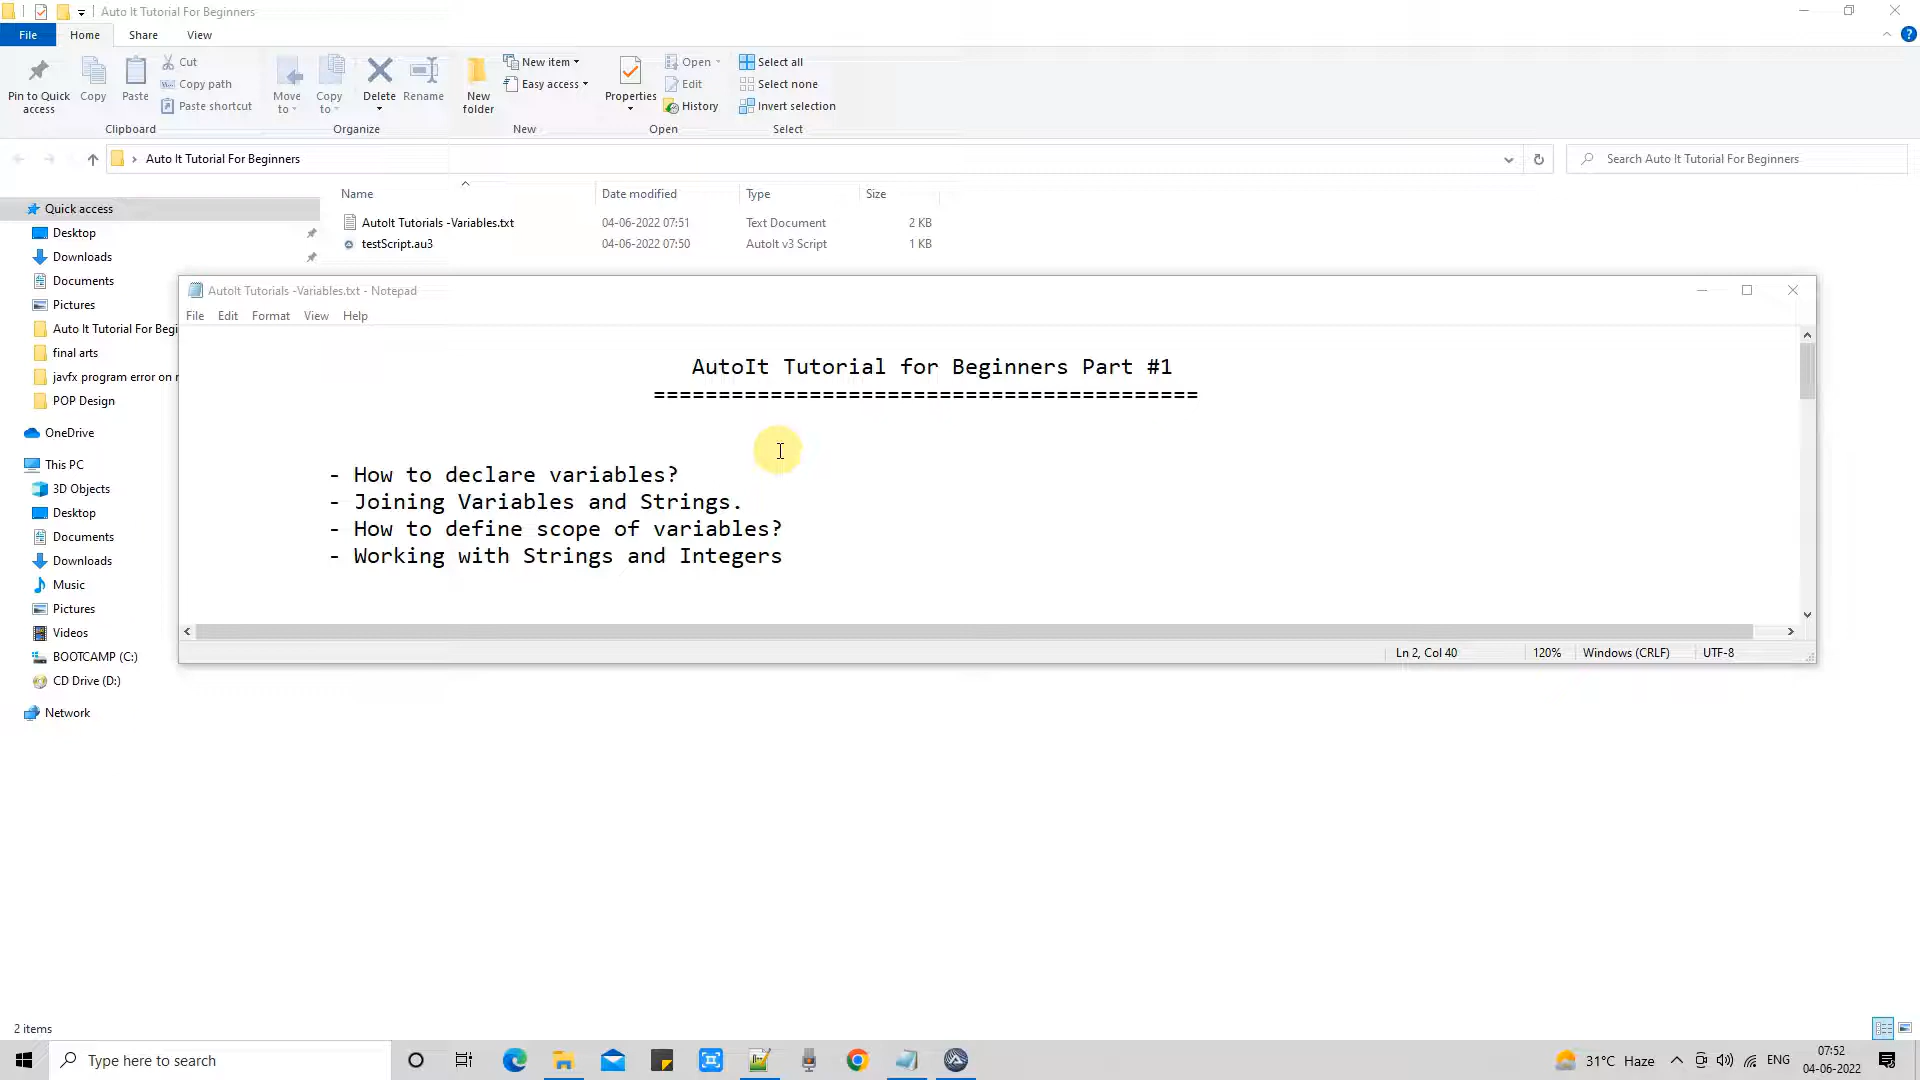 Auto It Tutorial For Beginners
File Home Share View
Pin to Quick access
Copy
Paste
Cut
Copy path
Paste shortcut
Clipboard
Move to
Copy to
Delete
Rename
Organize
New folder
New item
Easy access
New
Properties
Open
Edit
History
Open
Select all
Select none
Invert selection
Select
Auto It Tutorial For Beginners
Search Auto It Tutorial For Beginners
Name Date modified Type Size
AutoIt Tutorials -Variables.txt 04-06-2022 07:51 Text Document 2 KB
testScript.au3 04-06-2022 07:50 AutoIt v3 Script 1 KB
Quick access
Desktop
Downloads
Documents
Pictures
Auto It Tutorial For Begi
final arts
javfx program error on r
POP Design
OneDrive
This PC
3D Objects
Desktop
Documents
Downloads
Music
Pictures
Videos
BOOTCAMP (C:)
CD Drive (D:)
Network
AutoIt Tutorials -Variables.txt - Notepad
File Edit Format View Help
AutoIt Tutorial for Beginners Part #1
==========================================
- How to declare variables?
- Joining Variables and Strings.
- How to define scope of variables?
- Working with Strings and Integers
Ln 2, Col 40 120% Windows (CRLF) UTF-8
2 items
Type here to search
31°C Haze
ENG
07:52
04-06-2022